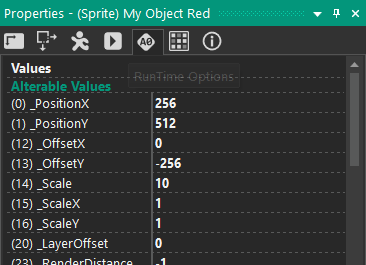 Properties - (Sprite) My Object Red
A0
Values
RunTime Options
Alterable Values
(0) _PositionX 256
(1) _PositionY 512
(12) _OffsetX 0
(13) _OffsetY -256
(14) _Scale 10
(15) _ScaleX 1
(16) _ScaleY 1
(20) _LayerOffset 0
(23) _RenderDistance -1